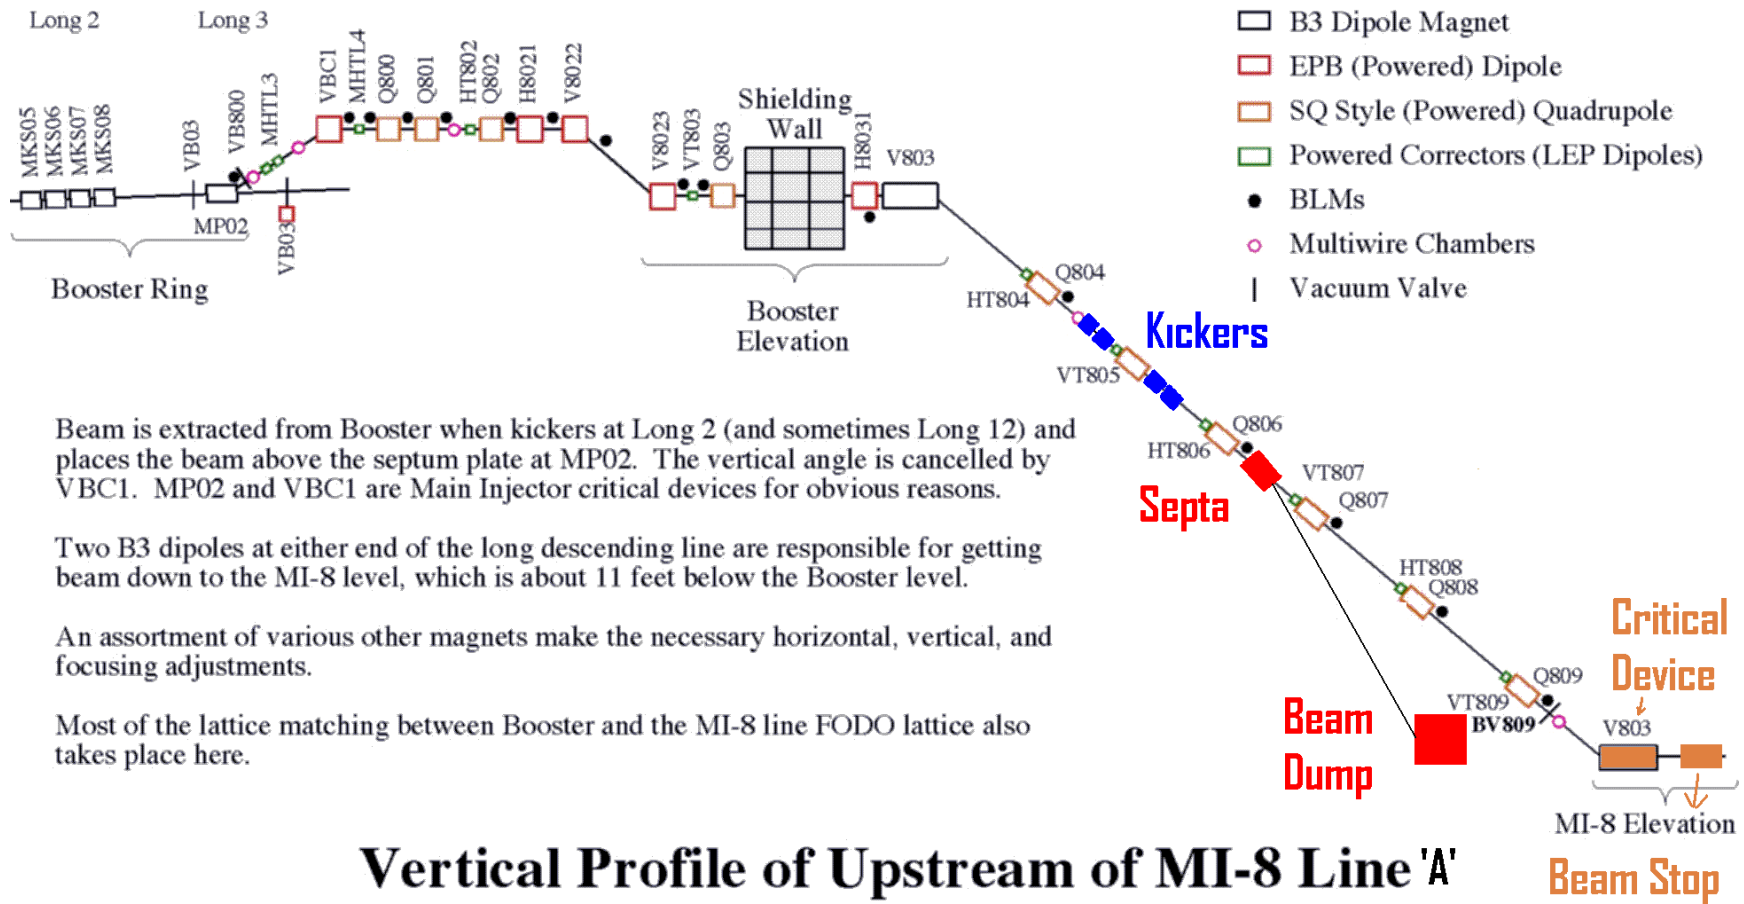 Long 2
Long 3
MKS05
MKS06
MKS07
MKS08
VB03
VB800
MHTL3
VBC1
MHTL4
Q800
Q801
HT802
Q802
H8021
V8022
MP02
VB03
Booster Ring
V8023
VT803
Q803
Shielding
Wall
H8031
V803
Booster
Elevation
B3 Dipole Magnet
EPB (Powered) Dipole
SQ Style (Powered) Quadrupole
Powered Correctors (LEP Dipoles)
BLMs
Multiwire Chambers
Vacuum Valve
Q804
HT804
Kickers
VT805
Q806
HT806
Septa
VT807
Q807
HT808
Q808
Q809
VT809
BV809
Beam
Dump
Critical
Device
V803
MI-8 Elevation
Beam Stop
Beam is extracted from Booster when kickers at Long 2 (and sometimes Long 12) and
places the beam above the septum plate at MP02. The vertical angle is cancelled by
VBC1. MP02 and VBC1 are Main Injector critical devices for obvious reasons.
Two B3 dipoles at either end of the long descending line are responsible for getting
beam down to the MI-8 level, which is about 11 feet below the Booster level.
An assortment of various other magnets make the necessary horizontal, vertical, and
focusing adjustments.
Most of the lattice matching between Booster and the MI-8 line FODO lattice also
takes place here.
Vertical Profile of Upstream of MI-8 Line 'A'